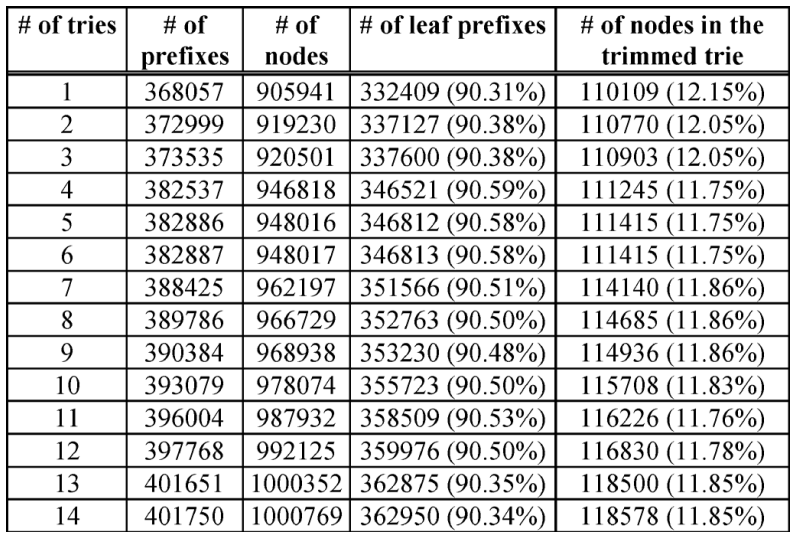 # of tries # of prefixes # of nodes # of leaf prefixes # of nodes in the trimmed trie
1 368057 905941 332409 (90.31%) 110109 (12.15%)
2 372999 919230 337127 (90.38%) 110770 (12.05%)
3 373535 920501 337600 (90.38%) 110903 (12.05%)
4 382537 946818 346521 (90.59%) 111245 (11.75%)
5 382886 948016 346812 (90.58%) 111415 (11.75%)
6 382887 948017 346813 (90.58%) 111415 (11.75%)
7 388425 962197 351566 (90.51%) 114140 (11.86%)
8 389786 966729 352763 (90.50%) 114685 (11.86%)
9 390384 968938 353230 (90.48%) 114936 (11.86%)
10 393079 978074 355723 (90.50%) 115708 (11.83%)
11 396004 987932 358509 (90.53%) 116226 (11.76%)
12 397768 992125 359976 (90.50%) 116830 (11.78%)
13 401651 1000352 362875 (90.35%) 118500 (11.85%)
14 401750 1000769 362950 (90.34%) 118578 (11.85%)